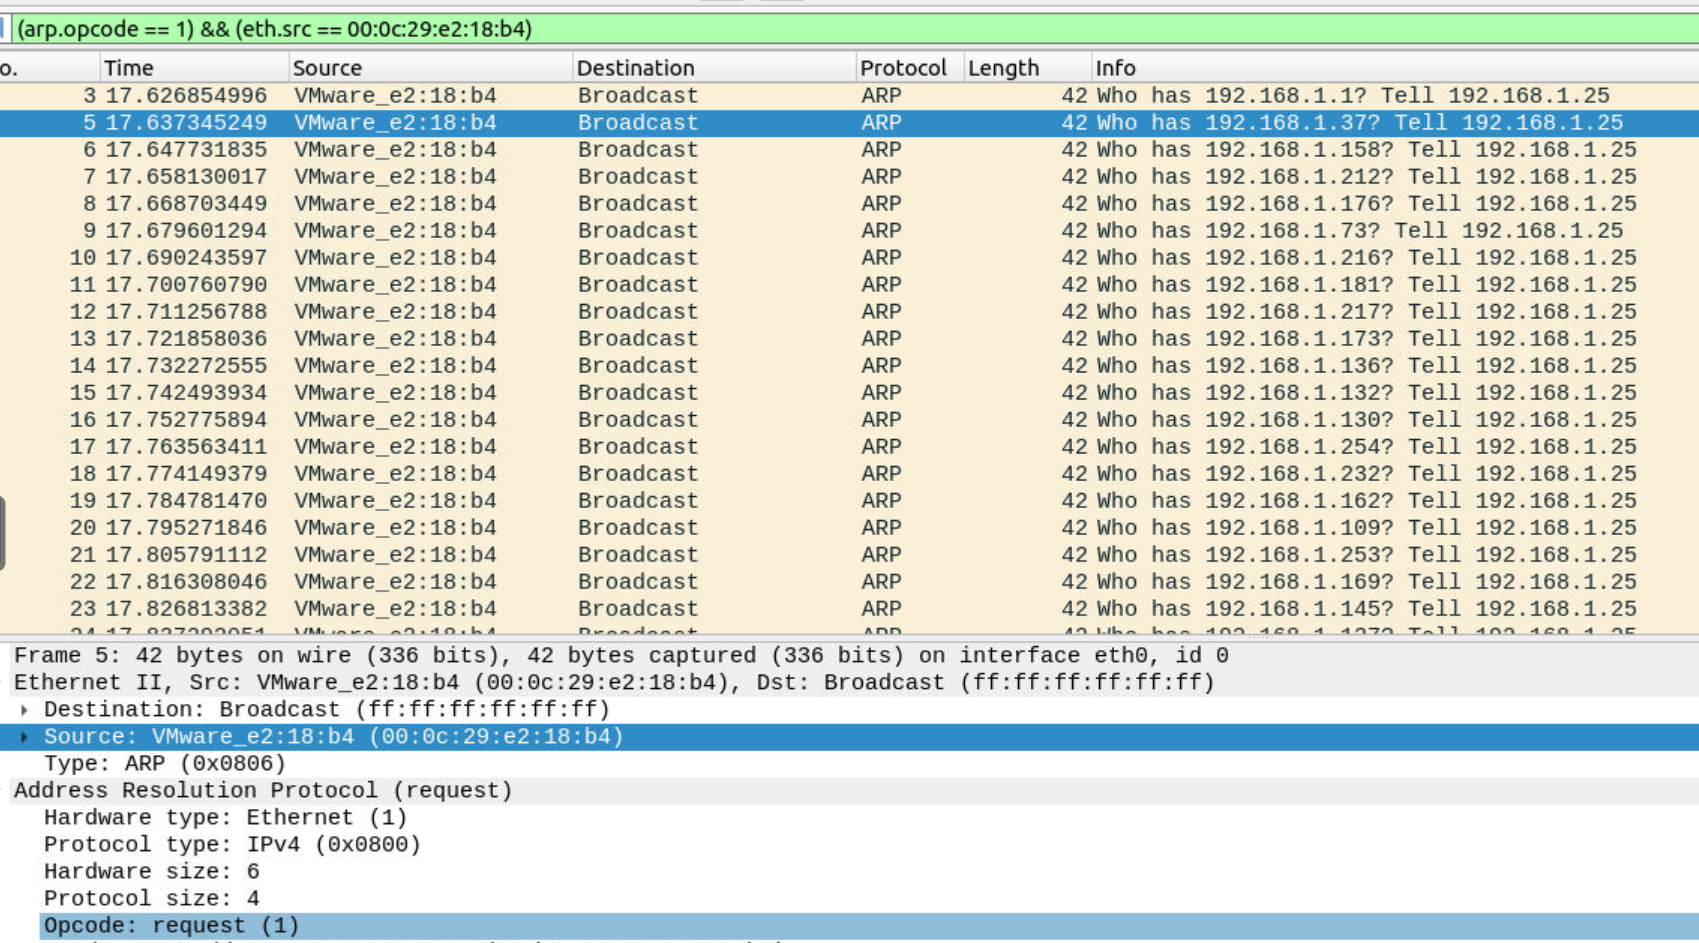 (arp.opcode == 1) && (eth.src == 00:0c:29:e2:18:b4)
o. Time Source Destination Protocol Length Info
3 17.626854996 VMware_e2:18:b4 Broadcast ARP 42 Who has 192.168.1.1? Tell 192.168.1.25
5 17.637345249 VMware_e2:18:b4 Broadcast ARP 42 Who has 192.168.1.37? Tell 192.168.1.25
6 17.647731835 VMware_e2:18:b4 Broadcast ARP 42 Who has 192.168.1.158? Tell 192.168.1.25
7 17.658130017 VMware_e2:18:b4 Broadcast ARP 42 Who has 192.168.1.212? Tell 192.168.1.25
8 17.668703449 VMware_e2:18:b4 Broadcast ARP 42 Who has 192.168.1.176? Tell 192.168.1.25
9 17.679601294 VMware_e2:18:b4 Broadcast ARP 42 Who has 192.168.1.73? Tell 192.168.1.25
10 17.690243597 VMware_e2:18:b4 Broadcast ARP 42 Who has 192.168.1.216? Tell 192.168.1.25
11 17.700760790 VMware_e2:18:b4 Broadcast ARP 42 Who has 192.168.1.181? Tell 192.168.1.25
12 17.711256788 VMware_e2:18:b4 Broadcast ARP 42 Who has 192.168.1.217? Tell 192.168.1.25
13 17.721858036 VMware_e2:18:b4 Broadcast ARP 42 Who has 192.168.1.173? Tell 192.168.1.25
14 17.732272555 VMware_e2:18:b4 Broadcast ARP 42 Who has 192.168.1.136? Tell 192.168.1.25
15 17.742493934 VMware_e2:18:b4 Broadcast ARP 42 Who has 192.168.1.132? Tell 192.168.1.25
16 17.752775894 VMware_e2:18:b4 Broadcast ARP 42 Who has 192.168.1.130? Tell 192.168.1.25
17 17.763563411 VMware_e2:18:b4 Broadcast ARP 42 Who has 192.168.1.254? Tell 192.168.1.25
18 17.774149379 VMware_e2:18:b4 Broadcast ARP 42 Who has 192.168.1.232? Tell 192.168.1.25
19 17.784781470 VMware_e2:18:b4 Broadcast ARP 42 Who has 192.168.1.162? Tell 192.168.1.25
20 17.795271846 VMware_e2:18:b4 Broadcast ARP 42 Who has 192.168.1.109? Tell 192.168.1.25
21 17.805791112 VMware_e2:18:b4 Broadcast ARP 42 Who has 192.168.1.253? Tell 192.168.1.25
22 17.816308046 VMware_e2:18:b4 Broadcast ARP 42 Who has 192.168.1.169? Tell 192.168.1.25
23 17.826813382 VMware_e2:18:b4 Broadcast ARP 42 Who has 192.168.1.145? Tell 192.168.1.25
Frame 5: 42 bytes on wire (336 bits), 42 bytes captured (336 bits) on interface eth0, id 0
Ethernet II, Src: VMware_e2:18:b4 (00:0c:29:e2:18:b4), Dst: Broadcast (ff:ff:ff:ff:ff:ff)
Destination: Broadcast (ff:ff:ff:ff:ff:ff)
Source: VMware_e2:18:b4 (00:0c:29:e2:18:b4)
Type: ARP (0x0806)
Address Resolution Protocol (request)
Hardware type: Ethernet (1)
Protocol type: IPv4 (0x0800)
Hardware size: 6
Protocol size: 4
Opcode: request (1)